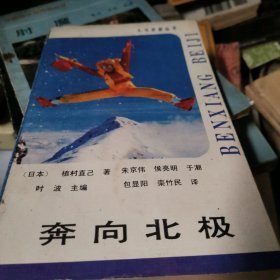 BENXIANG BEIJI
（日本） 植村直己 著 朱京伟 侯亮明 于潮
时 波 主编 包显阳 栾竹民 译
奔向北极